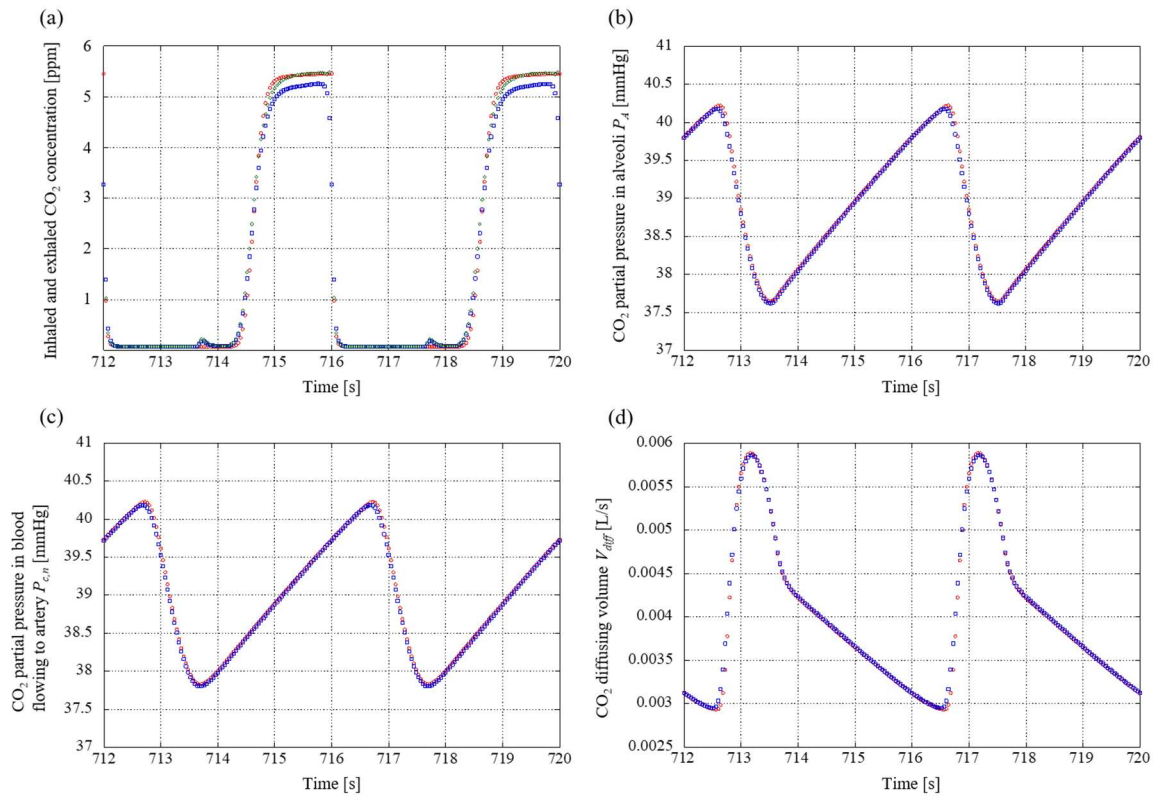 (a)
Inhaled and exhaled CO2 concentration [ppm]
6
5
4
3
2
1
712 713 714 715 716 717 718 719 720
Time [s]
(b)
CO2 partial pressure in alveoli PA [mmHg]
41
40.5
40
39.5
39
38.5
38
37.5
37
712 713 714 715 716 717 718 719 720
Time [s]
(c)
CO2 partial pressure in blood
flowing to artery Pc,n [mmHg]
41
40.5
40
39.5
39
38.5
38
37.5
37
712 713 714 715 716 717 718 719 720
Time [s]
(d)
CO2 diffusing volume Vdiff [L/s]
0.006
0.0055
0.005
0.0045
0.004
0.0035
0.003
0.0025
712 713 714 715 716 717 718 719 720
Time [s]